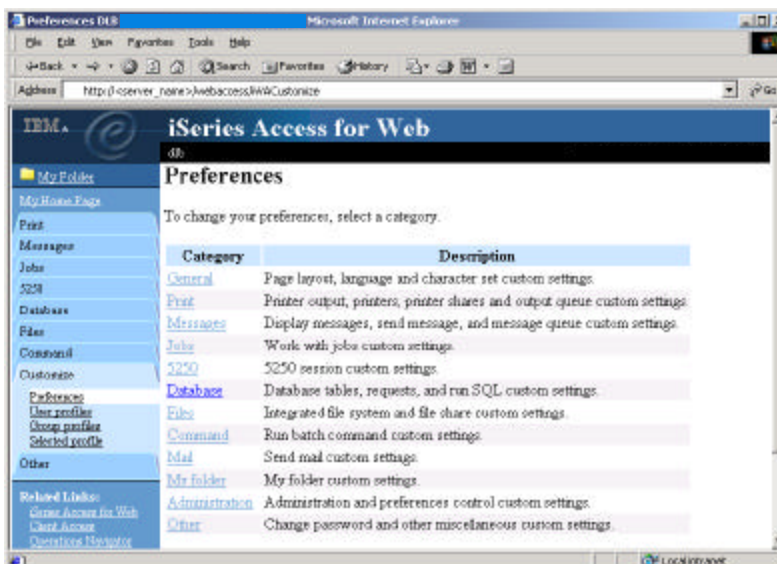 Preferences DLB
Microsoft Internet Explorer
File Edit View Favorites Tools Help
Back Search Favorites History
Address http://<server_name>/webaccess/iWACustomize Go
IBM.
iSeries Access for Web
dlb
My Folder
My Home Page
Print
Messages
Jobs
5250
Database
Files
Command
Customize
Preferences
User profiles
Group profiles
Selected profile
Other
Related Links:
iSeries Access for Web
Client Access
Operations Navigator
Preferences
To change your preferences, select a category.
Category Description
General Page layout, language and character set custom settings.
Print Printer output, printers, printer shares and output queue custom settings.
Messages Display messages, send message, and message queue custom settings.
Jobs Work with jobs custom settings.
5250 5250 session custom settings.
Database Database tables, requests, and run SQL custom settings.
Files Integrated file system and file share custom settings.
Command Run batch command custom settings.
Mail Send mail custom settings.
My folder My folder custom settings.
Administration Administration and preferences control custom settings.
Other Change password and other miscellaneous custom settings.
Local intranet